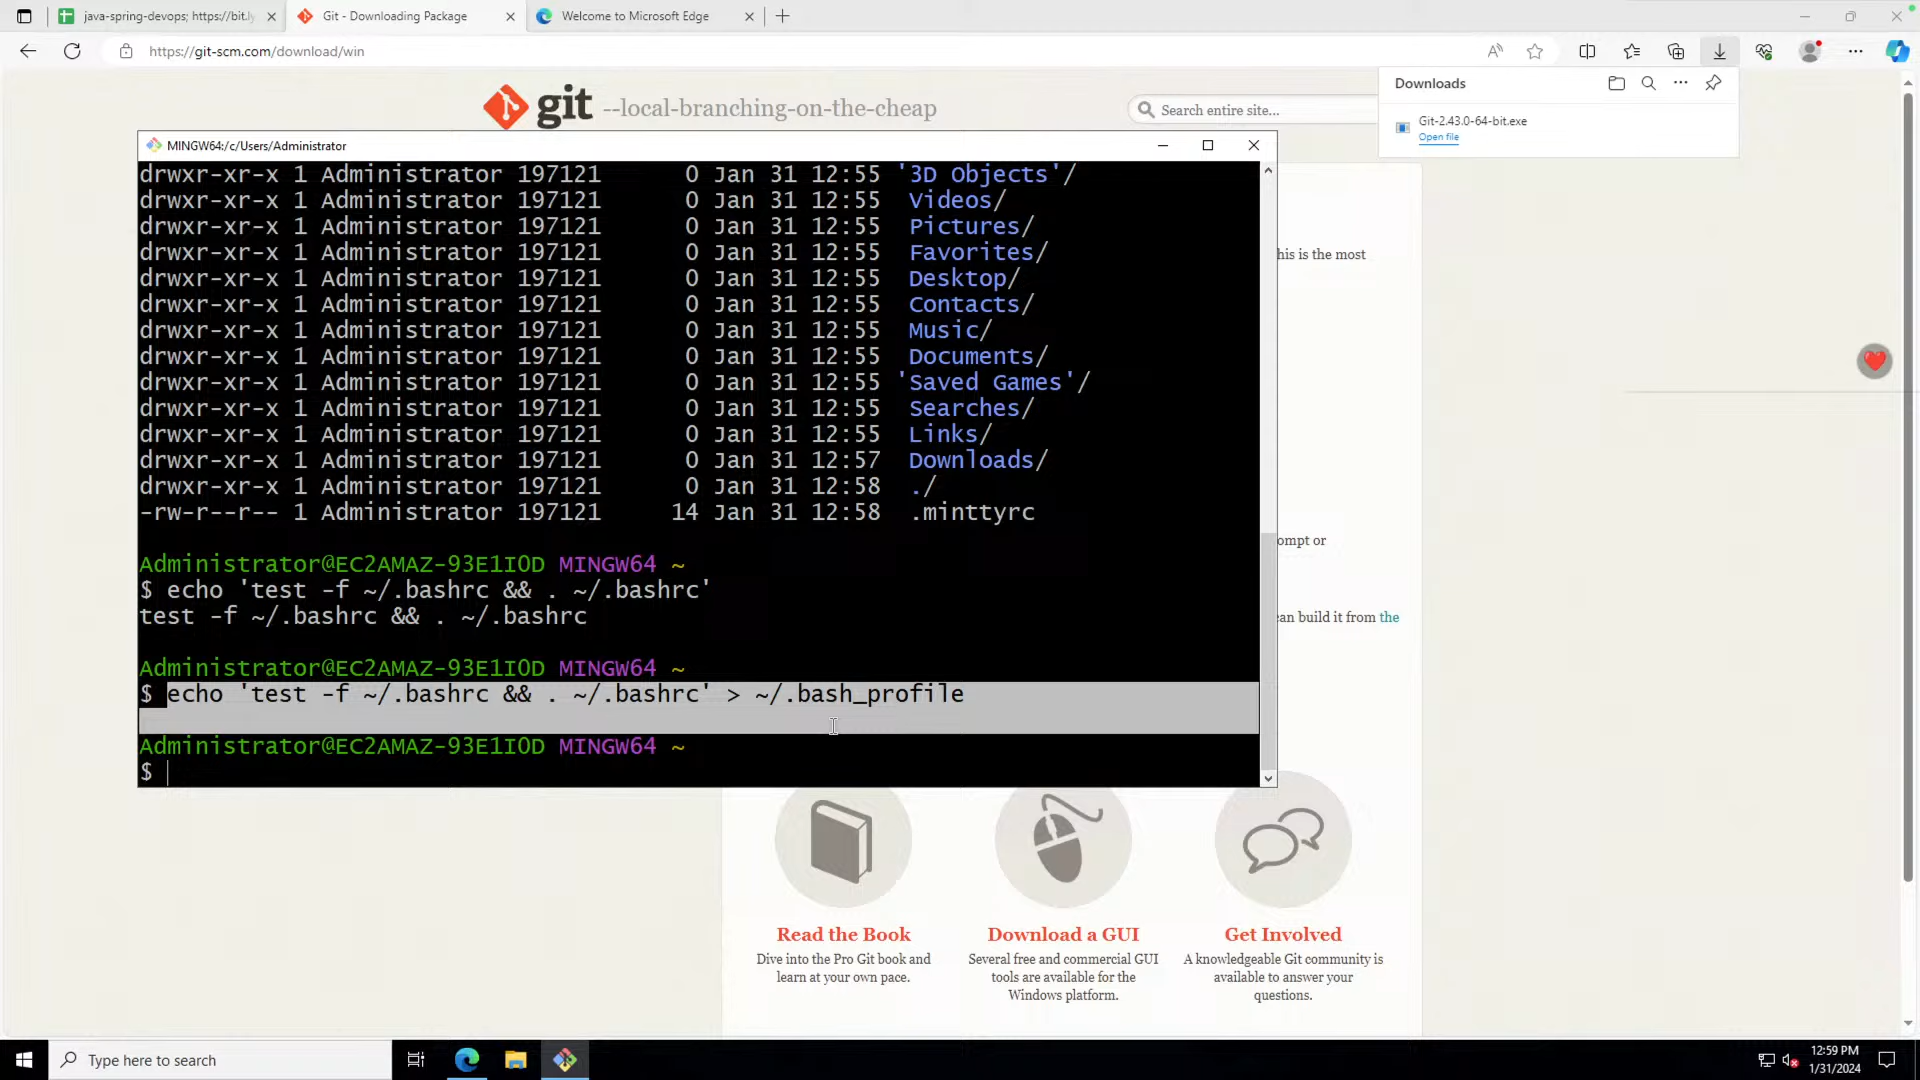 java-spring-devops; https://bit.ly
Git - Downloading Package
Welcome to Microsoft Edge
https://git-scm.com/download/win
Downloads
Git-2.43.0-64-bit.exe
Open file
git --local-branching-on-the-cheap
Search entire site...
MINGW64:/c/Users/Administrator
drwxr-xr-x 1 Administrator 197121 0 Jan 31 12:55 '3D Objects'/
drwxr-xr-x 1 Administrator 197121 0 Jan 31 12:55 Videos/
drwxr-xr-x 1 Administrator 197121 0 Jan 31 12:55 Pictures/
drwxr-xr-x 1 Administrator 197121 0 Jan 31 12:55 Favorites/
drwxr-xr-x 1 Administrator 197121 0 Jan 31 12:55 Desktop/
drwxr-xr-x 1 Administrator 197121 0 Jan 31 12:55 Contacts/
drwxr-xr-x 1 Administrator 197121 0 Jan 31 12:55 Music/
drwxr-xr-x 1 Administrator 197121 0 Jan 31 12:55 Documents/
drwxr-xr-x 1 Administrator 197121 0 Jan 31 12:55 'Saved Games'/
drwxr-xr-x 1 Administrator 197121 0 Jan 31 12:55 Searches/
drwxr-xr-x 1 Administrator 197121 0 Jan 31 12:55 Links/
drwxr-xr-x 1 Administrator 197121 0 Jan 31 12:57 Downloads/
drwxr-xr-x 1 Administrator 197121 0 Jan 31 12:58 ./
-rw-r--r-- 1 Administrator 197121 14 Jan 31 12:58 .minttyrc
Administrator@EC2AMAZ-93E1IOD MINGW64 ~
$ echo 'test -f ~/.bashrc && . ~/.bashrc'
test -f ~/.bashrc && . ~/.bashrc
Administrator@EC2AMAZ-93E1IOD MINGW64 ~
$ echo 'test -f ~/.bashrc && . ~/.bashrc' > ~/.bash_profile
Administrator@EC2AMAZ-93E1IOD MINGW64 ~
$
his is the most
ompt or
an build it from the
Read the Book
Dive into the Pro Git book and
learn at your own pace.
Download a GUI
Several free and commercial GUI
tools are available for the
Windows platform.
Get Involved
A knowledgeable Git community is
available to answer your
questions.
Type here to search
12:59 PM
1/31/2024